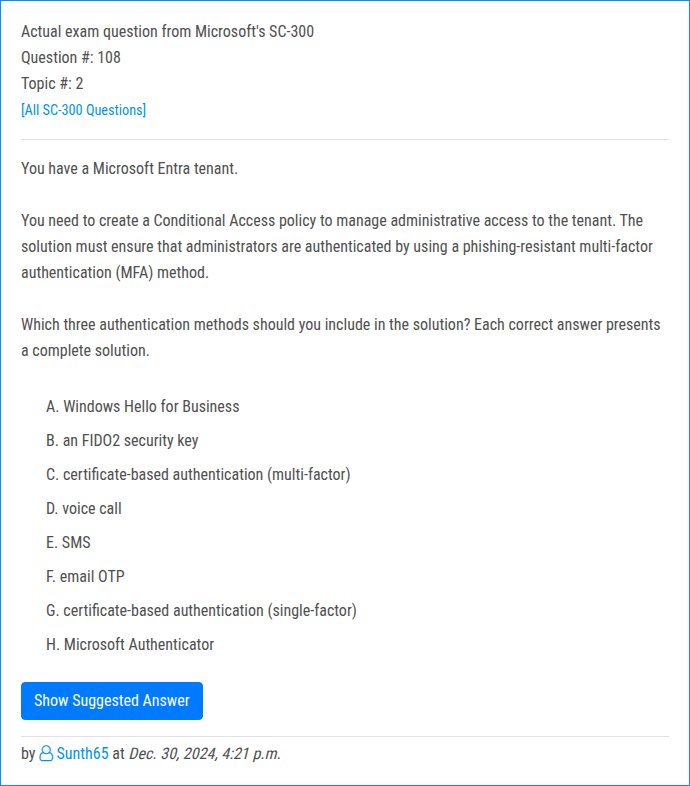 Actual exam question from Microsoft's SC-300
Question #: 108
Topic #: 2
[All SC-300 Questions]
You have a Microsoft Entra tenant.
You need to create a Conditional Access policy to manage administrative access to the tenant. The
solution must ensure that administrators are authenticated by using a phishing-resistant multi-factor
authentication (MFA) method.
Which three authentication methods should you include in the solution? Each correct answer presents
a complete solution.
A. Windows Hello for Business
B. an FIDO2 security key
C. certificate-based authentication (multi-factor)
D. voice call
E. SMS
F. email OTP
G. certificate-based authentication (single-factor)
H. Microsoft Authenticator
Show Suggested Answer
by Sunth65 at Dec. 30, 2024, 4:21 p.m.